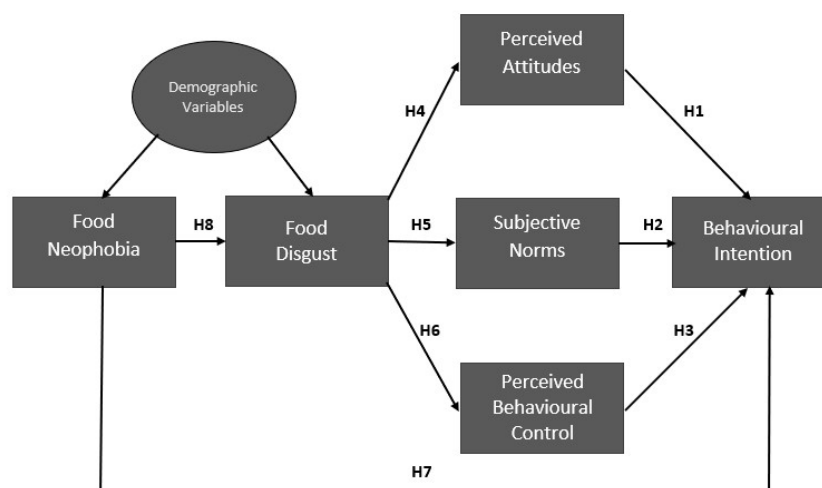 Perceived
Attitudes
Demographic
Variables
H4
H1
Food
Neophobia
H8
Food
Disgust
H5
Subjective
Norms
H2
Behavioural
Intention
H6
H3
Perceived
Behavioural
Control
H7